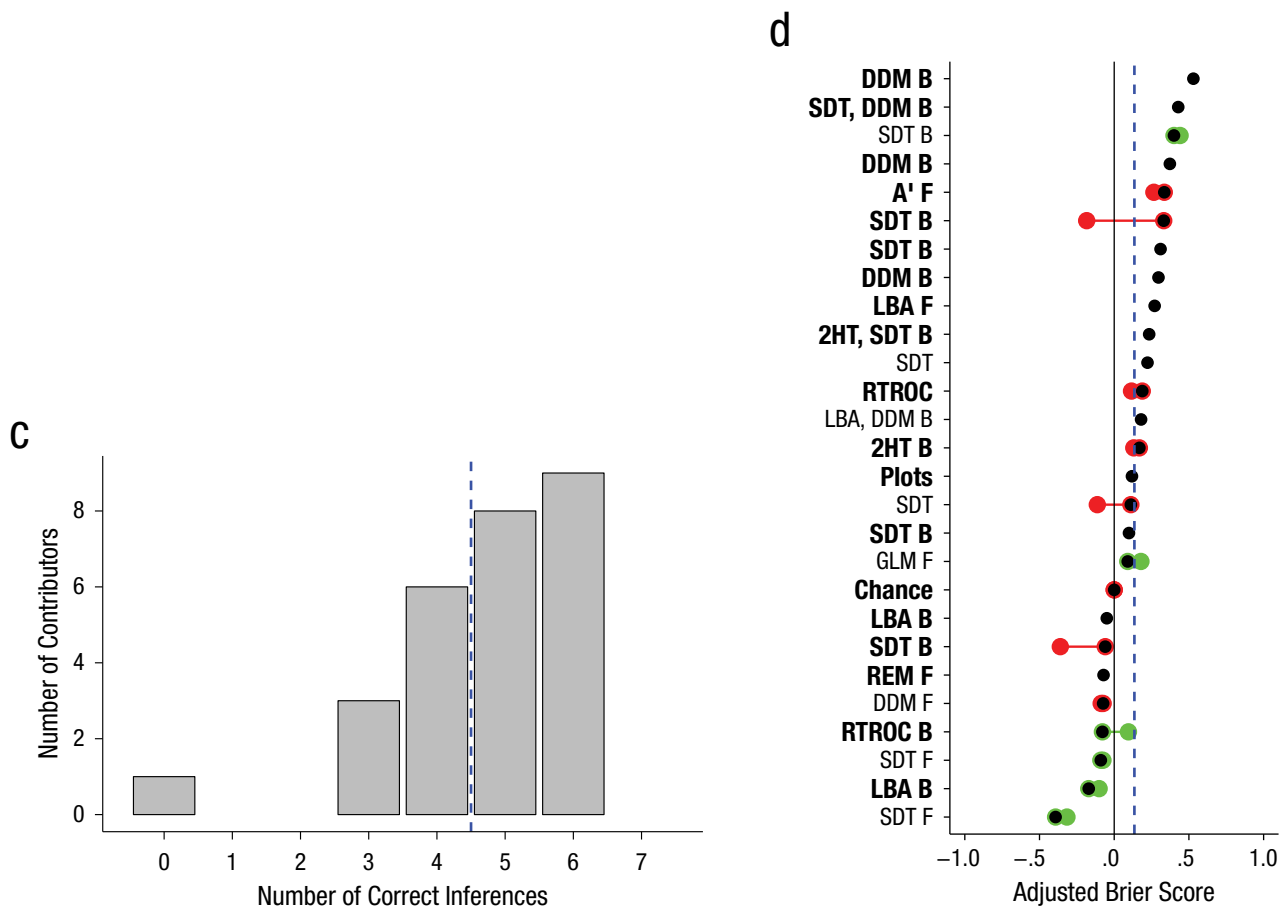 c
Number of Contributors
8
6
4
2
0
0 1 2 3 4 5 6 7
Number of Correct Inferences
d
DDM B
SDT, DDM B
SDT B
DDM B
A' F
SDT B
SDT B
DDM B
LBA F
2HT, SDT B
SDT
RTROC
LBA, DDM B
2HT B
Plots
SDT
SDT B
GLM F
Chance
LBA B
SDT B
REM F
DDM F
RTROC B
SDT F
LBA B
SDT F
−1.0 −.5 .0 .5 1.0
Adjusted Brier Score